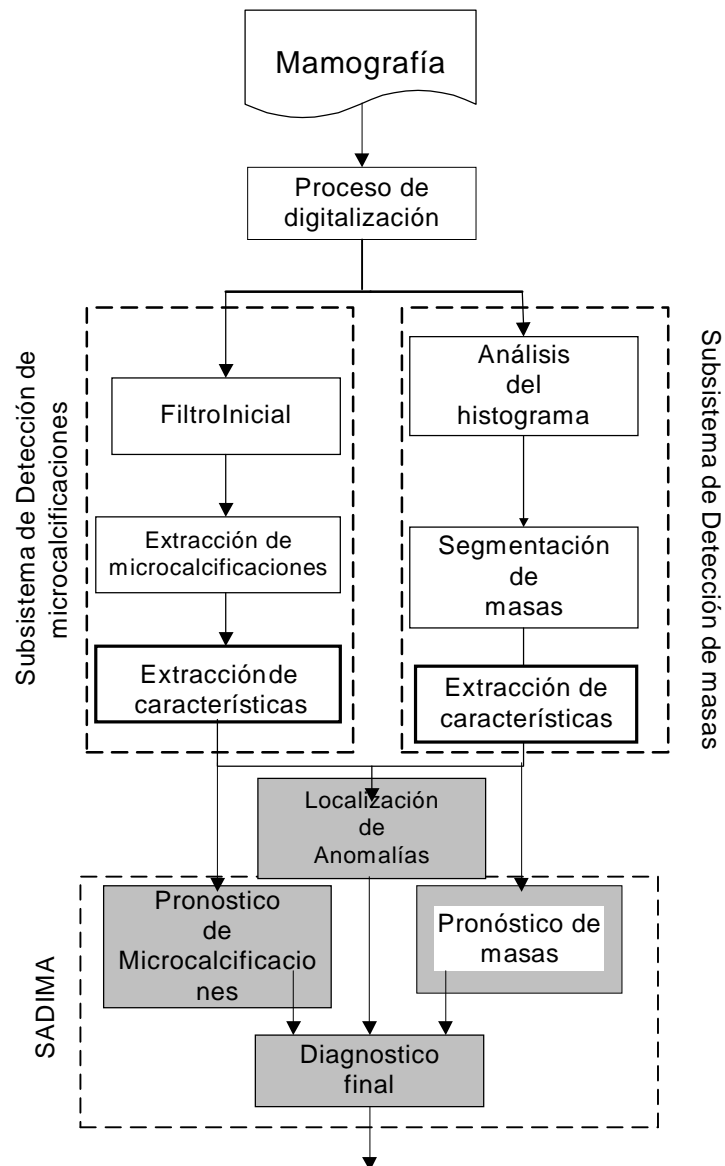 Mamografía
Proceso de
digitalización
Subsistema de Detección de
microcalcificaciones
FiltroInicial
Extracción de
microcalcificaciones
Extracciónde
características
Análisis
del
histograma
Segmentación
de
masas
Extracción de
características
Subsistema de Detección de masas
Localización
de
Anomalías
SADIMA
Pronostico
de
Microcalcificacio
nes
Pronóstico de
masas
Diagnostico
final